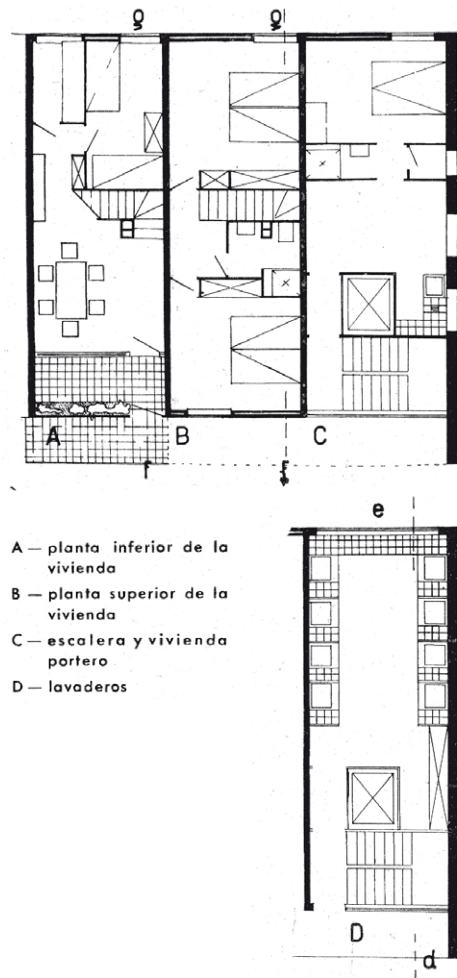 g g
A B C
f f
A — planta inferior de la
vivienda
B — planta superior de la
vivienda
C — escalera y vivienda
portero
D — lavaderos
e
D
d